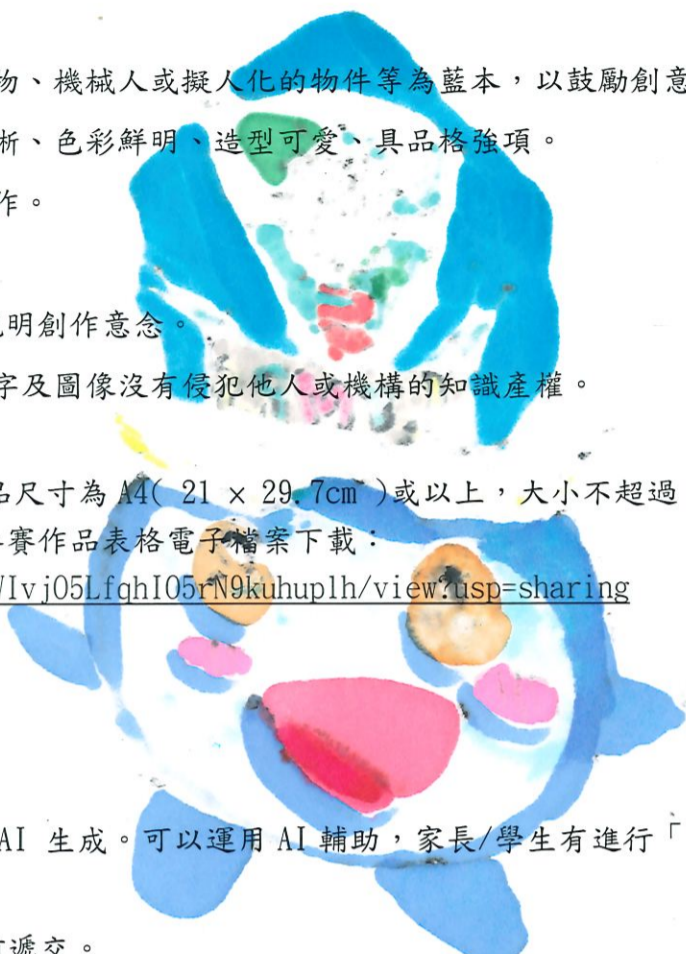 物、機械人或擬人化的物件等為藍本，以鼓勵創意
晰、色彩鮮明、造型可愛、具品格強項。
作。
明創作意念。
字及圖像沒有侵犯他人或機構的知識產權。
品尺寸為 A4( 21 × 29.7cm )或以上，大小不超過
賽作品表格電子檔案下載：
WIvjO5LfqhIO5rN9kuhuplh/view?usp=sharing
AI 生成。可以運用 AI 輔助，家長/學生有進行「
遞交。